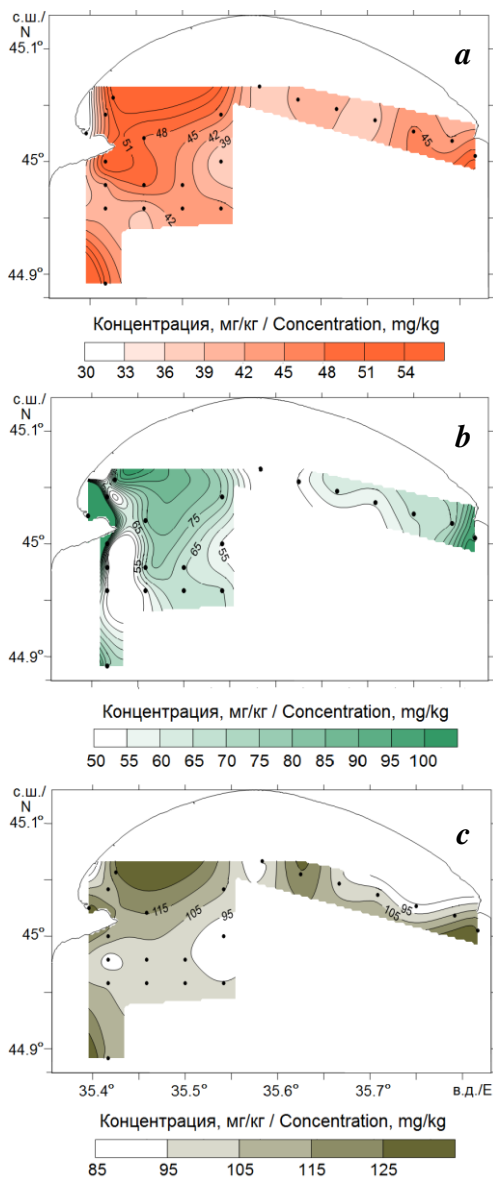 с.ш./
N
45.1°
a
48
45
42
39
51
45
45°
42
44.9°
Концентрация, мг/кг / Concentration, mg/kg
30 33 36 39 42 45 48 51 54
с.ш./
N
45.1°
b
65
75
45°
55
65
55
44.9°
Концентрация, мг/кг / Concentration, mg/kg
50 55 60 65 70 75 80 85 90 95 100
с.ш./
N
45.1°
c
115
105
95
95
105
45°
44.9°
35.4° 35.5° 35.6° 35.7° в.д./E
Концентрация, мг/кг / Concentration, mg/kg
85 95 105 115 125